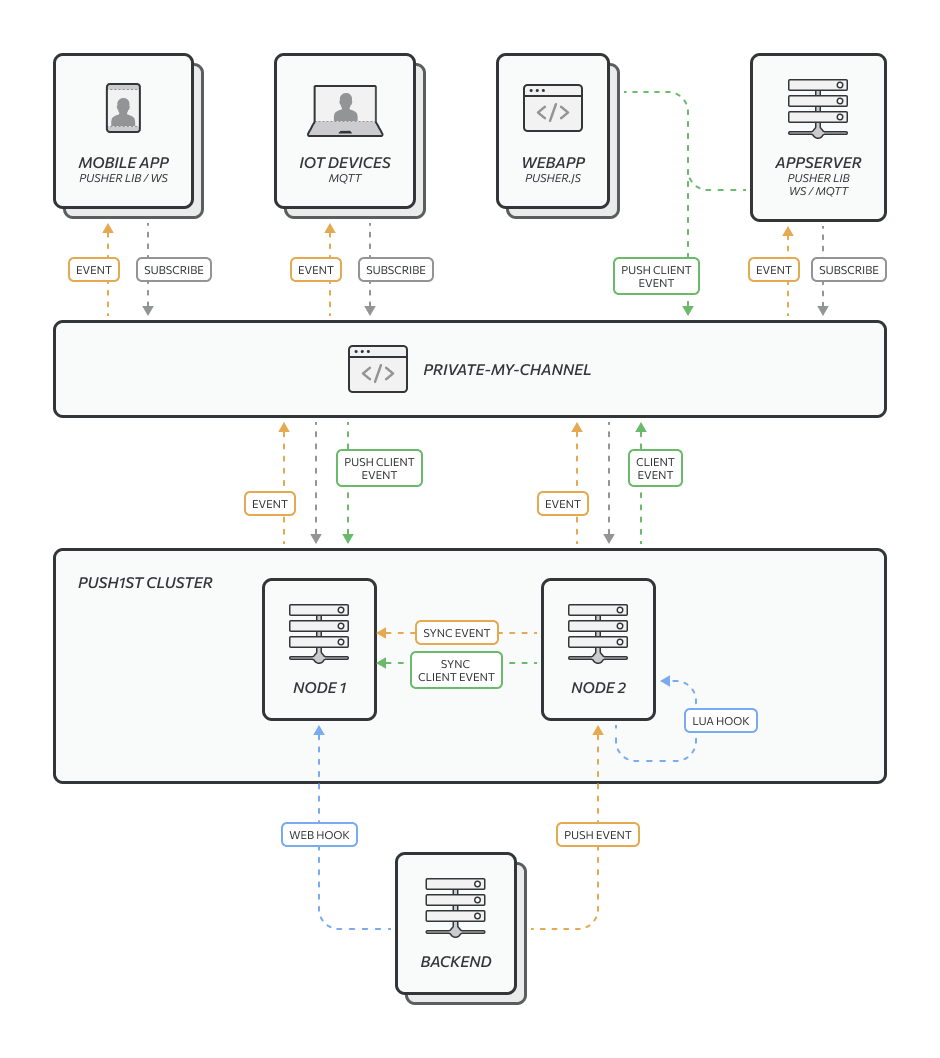 MOBILE APP
PUSHER LIB / WS
IOT DEVICES
MQTT
WEBAPP
PUSHER.JS
APPSERVER
PUSHER LIB
WS / MQTT
EVENT
SUBSCRIBE
EVENT
SUBSCRIBE
PUSH CLIENT
EVENT
EVENT
SUBSCRIBE
PRIVATE-MY-CHANNEL
EVENT
PUSH CLIENT
EVENT
EVENT
CLIENT
EVENT
PUSH1ST CLUSTER
NODE 1
SYNC EVENT
SYNC
CLIENT EVENT
NODE 2
LUA HOOK
WEB HOOK
PUSH EVENT
BACKEND